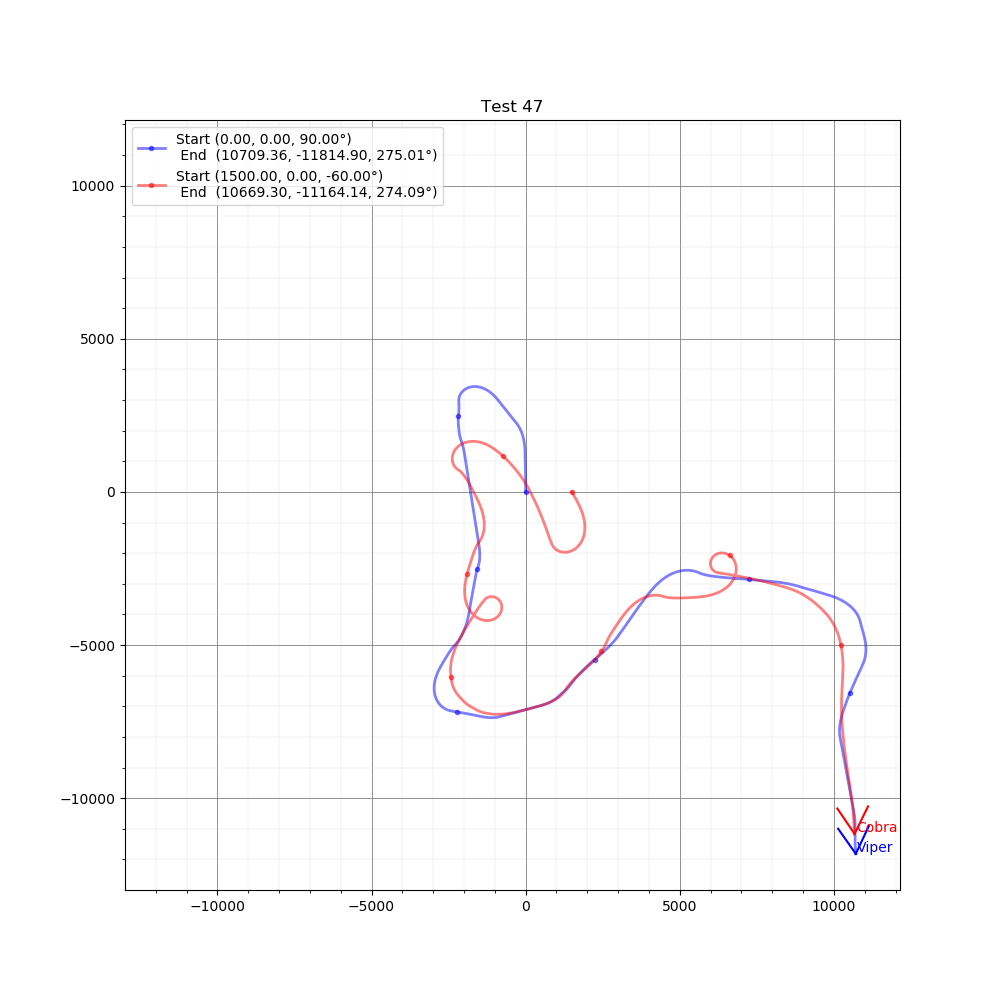 Test 47
Start (0.00, 0.00, 90.00°)
End (10709.36, -11814.90, 275.01°)
Start (1500.00, 0.00, -60.00°)
End (10669.30, -11164.14, 274.09°)
10000
5000
0
−5000
−10000
Cobra
Viper
−10000 −5000 0 5000 10000